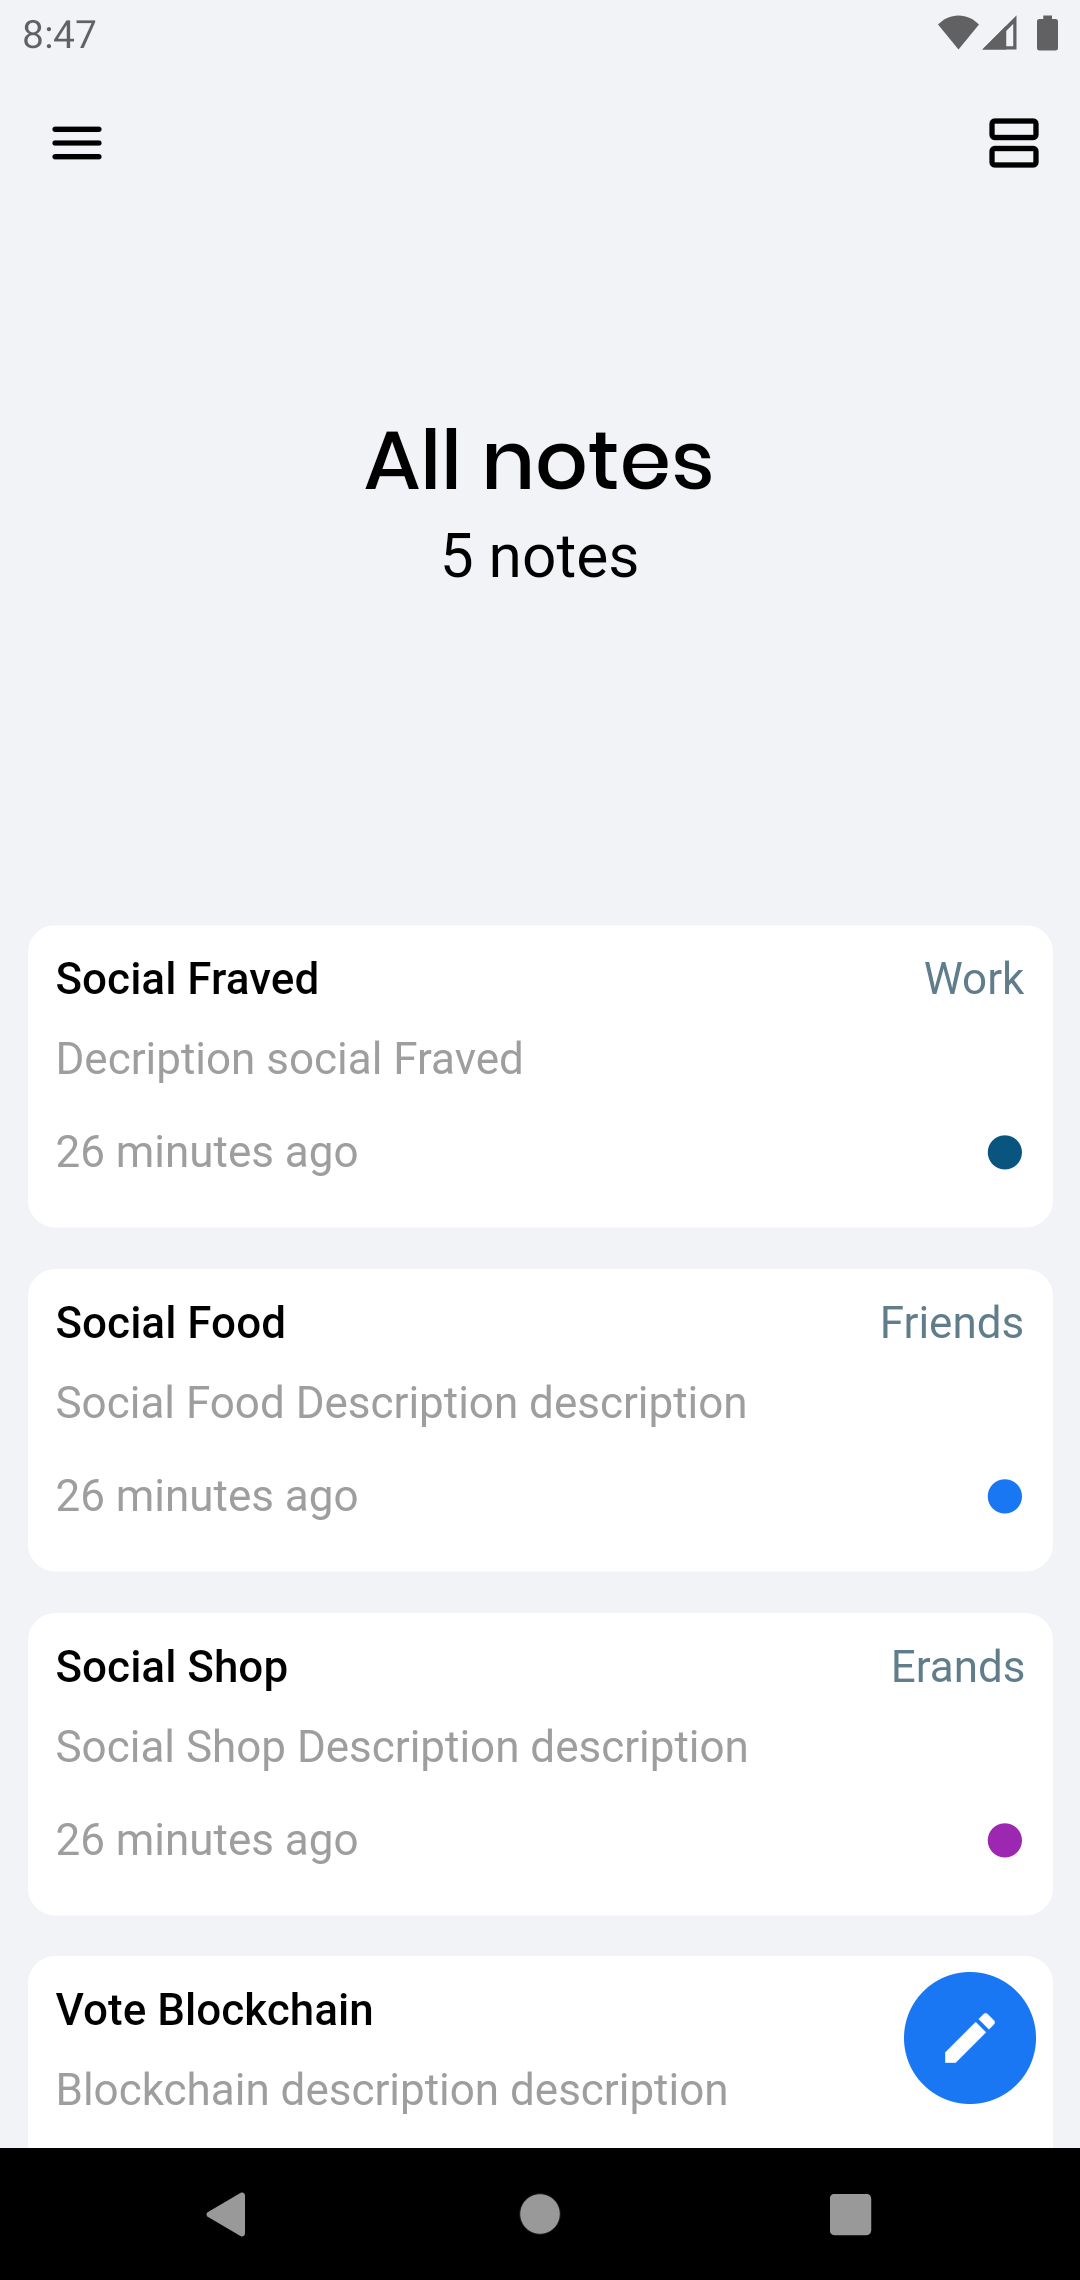 8:47
All notes
5 notes
Social Fraved
Work
Decription social Fraved
26 minutes ago
Social Food
Friends
Social Food Description description
26 minutes ago
Social Shop
Erands
Social Shop Description description
26 minutes ago
Vote Blockchain
Blockchain description description